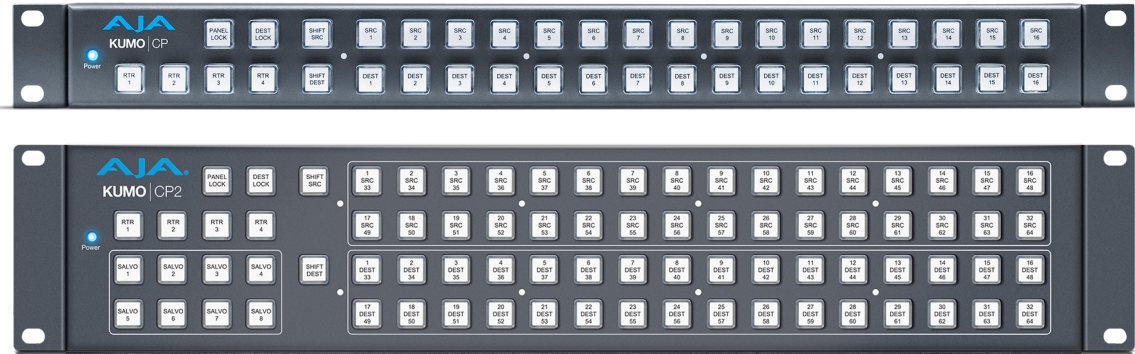 AJA
KUMO | CP
Power
PANEL LOCK DEST LOCK SHIFT SRC SRC 1 SRC 2 SRC 3 SRC 4 SRC 5 SRC 6 SRC 7 SRC 8 SRC 9 SRC 10 SRC 11 SRC 12 SRC 13 SRC 14 SRC 15 SRC 16
RTR 1 RTR 2 RTR 3 RTR 4 SHIFT DEST DEST 1 DEST 2 DEST 3 DEST 4 DEST 5 DEST 6 DEST 7 DEST 8 DEST 9 DEST 10 DEST 11 DEST 12 DEST 13 DEST 14 DEST 15 DEST 16
AJA®
KUMO | CP2
Power
PANEL LOCK DEST LOCK SHIFT SRC 1 SRC 33 2 SRC 34 3 SRC 35 4 SRC 36 5 SRC 37 6 SRC 38 7 SRC 39 8 SRC 40 9 SRC 41 10 SRC 42 11 SRC 43 12 SRC 44 13 SRC 45 14 SRC 46 15 SRC 47 16 SRC 48
RTR 1 RTR 2 RTR 3 RTR 4 17 SRC 49 18 SRC 50 19 SRC 51 20 SRC 52 21 SRC 53 22 SRC 54 23 SRC 55 24 SRC 56 25 SRC 57 26 SRC 58 27 SRC 59 28 SRC 60 29 SRC 61 30 SRC 62 31 SRC 63 32 SRC 64
SALVO 1 SALVO 2 SALVO 3 SALVO 4 SHIFT DEST 1 DEST 33 2 DEST 34 3 DEST 35 4 DEST 36 5 DEST 37 6 DEST 38 7 DEST 39 8 DEST 40 9 DEST 41 10 DEST 42 11 DEST 43 12 DEST 44 13 DEST 45 14 DEST 46 15 DEST 47 16 DEST 48
SALVO 5 SALVO 6 SALVO 7 SALVO 8 17 DEST 49 18 DEST 50 19 DEST 51 20 DEST 52 21 DEST 53 22 DEST 54 23 DEST 55 24 DEST 56 25 DEST 57 26 DEST 58 27 DEST 59 28 DEST 60 29 DEST 61 30 DEST 62 31 DEST 63 32 DEST 64